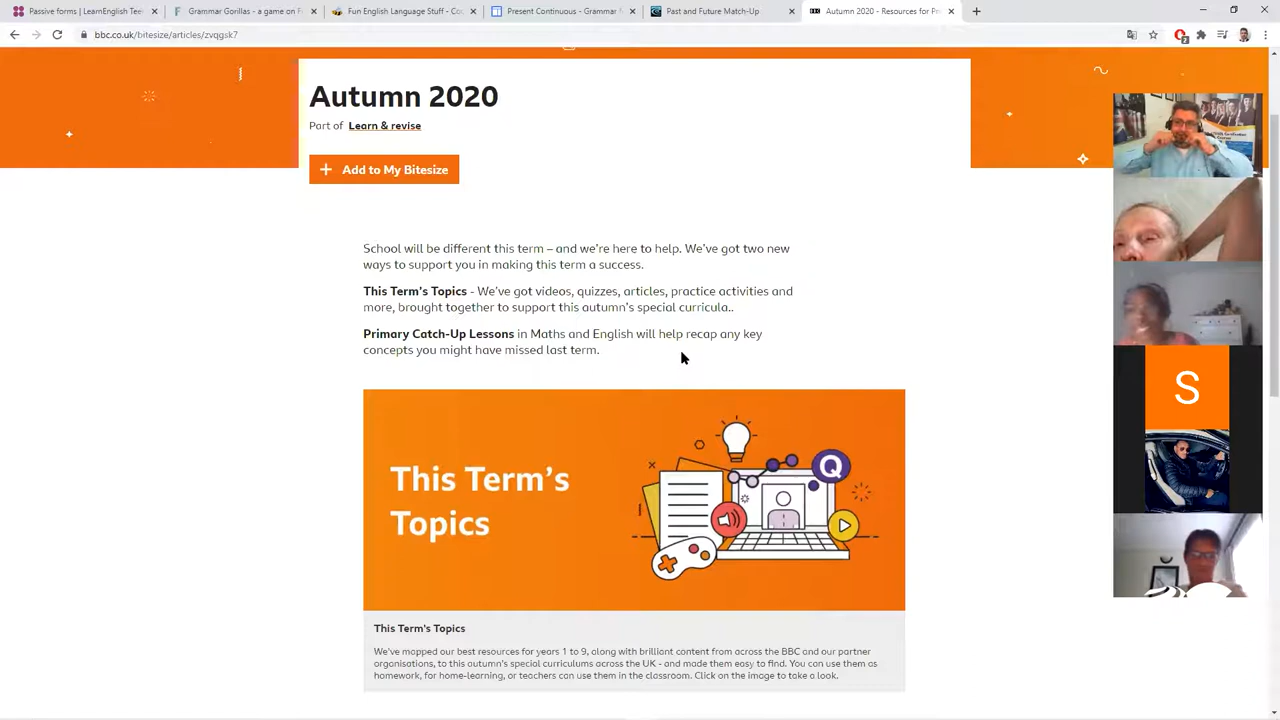 Passive forms | LearnEnglish Tee
Grammar Gorillas - a game on F
Fun English Language Stuff - Coo
Present Continuous - Grammar M
Past and Future Match-Up
Autumn 2020 - Resources for Pr
bbc.co.uk/bitesize/articles/zvqgsk7
Autumn 2020
Part of Learn & revise
+ Add to My Bitesize
School will be different this term – and we're here to help. We've got two new
ways to support you in making this term a success.
This Term's Topics - We've got videos, quizzes, articles, practice activities and
more, brought together to support this autumn's special curricula..
Primary Catch-Up Lessons in Maths and English will help recap any key
concepts you might have missed last term.
This Term's
Topics
Q
S
This Term's Topics
We've mapped our best resources for years 1 to 9, along with brilliant content from across the BBC and our partner
organisations, to this autumn's special curriculums across the UK - and made them easy to find. You can use them as
homework, for home-learning, or teachers can use them in the classroom. Click on the image to take a look.